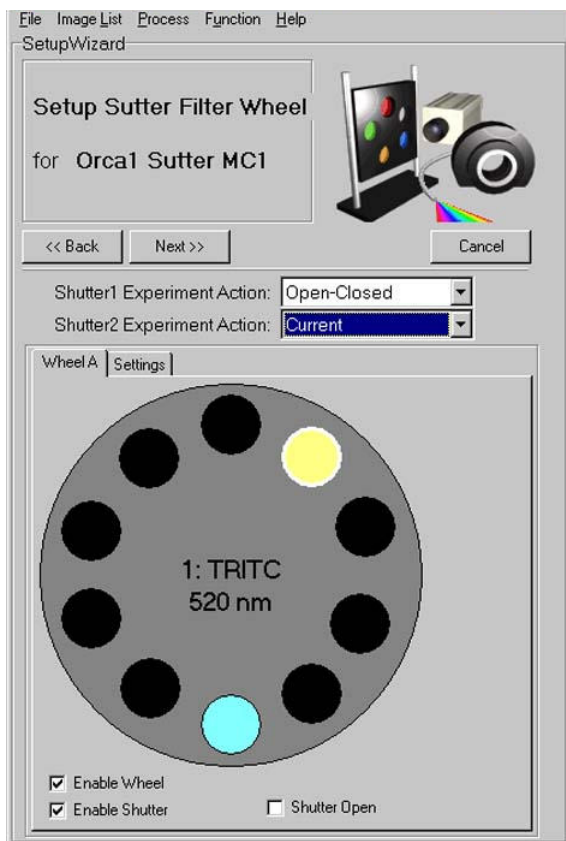 File Image List Process Function Help
SetupWizard
Setup Sutter Filter Wheel
for Orca1 Sutter MC1
<< Back Next >> Cancel
Shutter1 Experiment Action: Open-Closed
Shutter2 Experiment Action: Current
Wheel A Settings
1: TRITC
520 nm
Enable Wheel
Enable Shutter Shutter Open